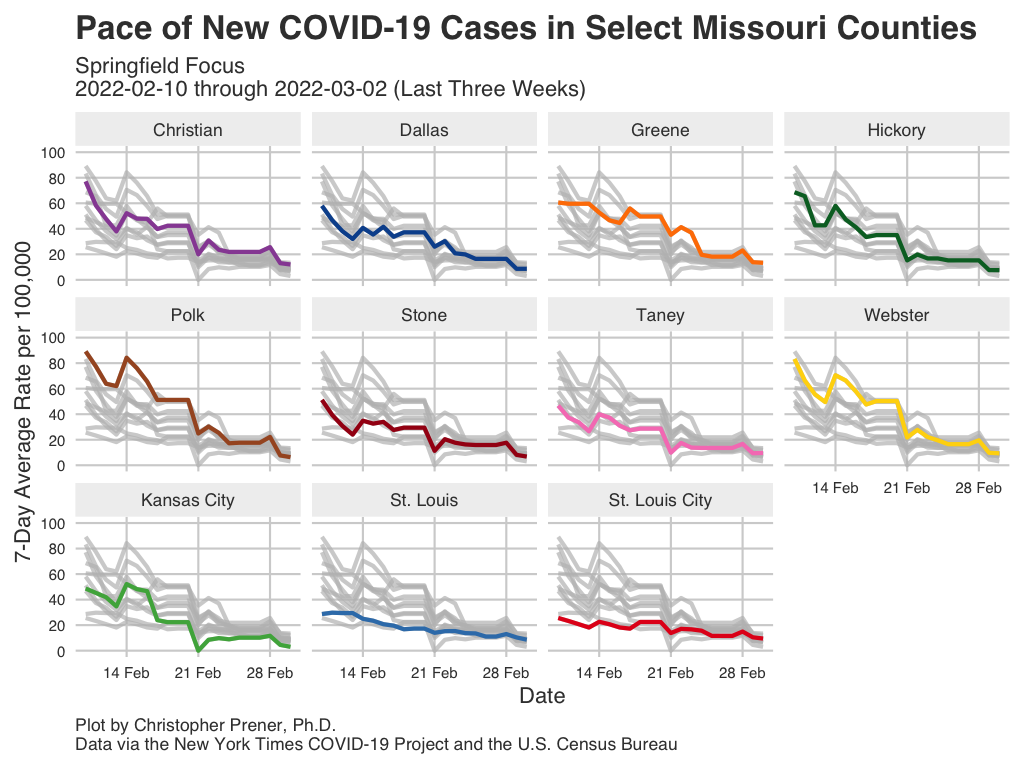 Pace of New COVID-19 Cases in Select Missouri Counties
Springfield Focus
2022-02-10 through 2022-03-02 (Last Three Weeks)
Christian
Dallas
Greene
Hickory
100
80
60
40
20
0
Polk
Stone
Taney
Webster
100
80
60
40
20
0
14 Feb
21 Feb
28 Feb
Kansas City
St. Louis
St. Louis City
100
80
60
40
20
0
14 Feb
21 Feb
28 Feb
14 Feb
21 Feb
28 Feb
14 Feb
21 Feb
28 Feb
7-Day Average Rate per 100,000
Date
Plot by Christopher Prener, Ph.D.
Data via the New York Times COVID-19 Project and the U.S. Census Bureau